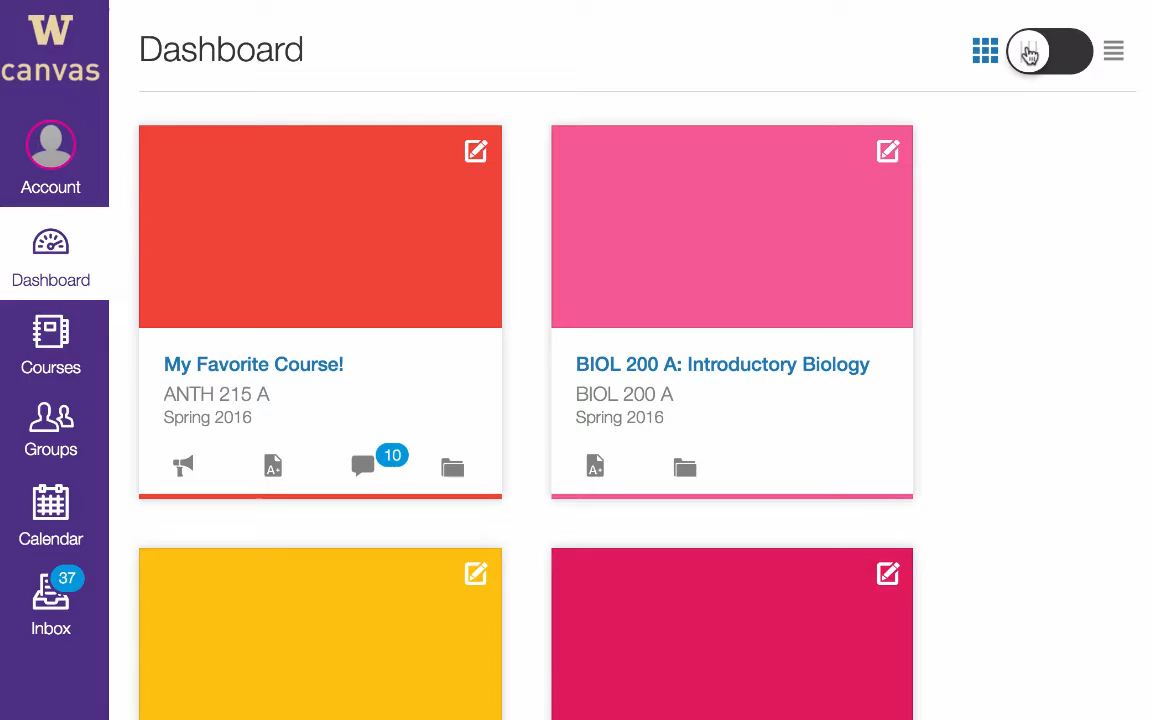 W
canvas
Account
Dashboard
Courses
Groups
Calendar
37
Inbox
Dashboard
My Favorite Course!
ANTH 215 A
Spring 2016
A+
10
BIOL 200 A: Introductory Biology
BIOL 200 A
Spring 2016
A+